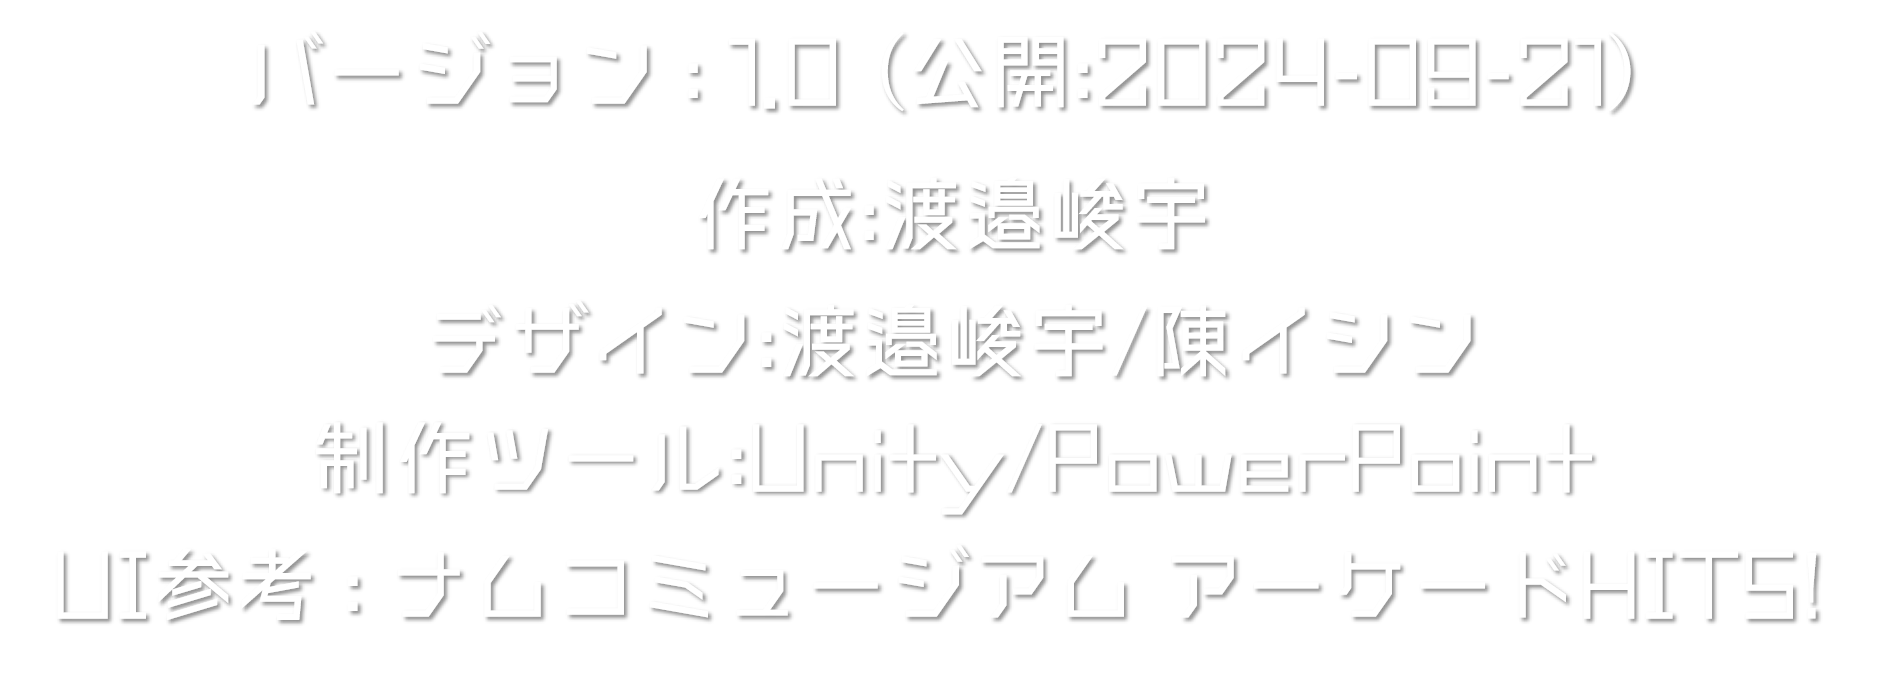 バージョン：1.0（公開:2024-09-21）
作成:渡邉峻宇
デザイン:渡邉峻宇/陳イシン
制作ツール:Unity/PowerPoint
UI参考：ナムコミュージアム アーケードHITS!